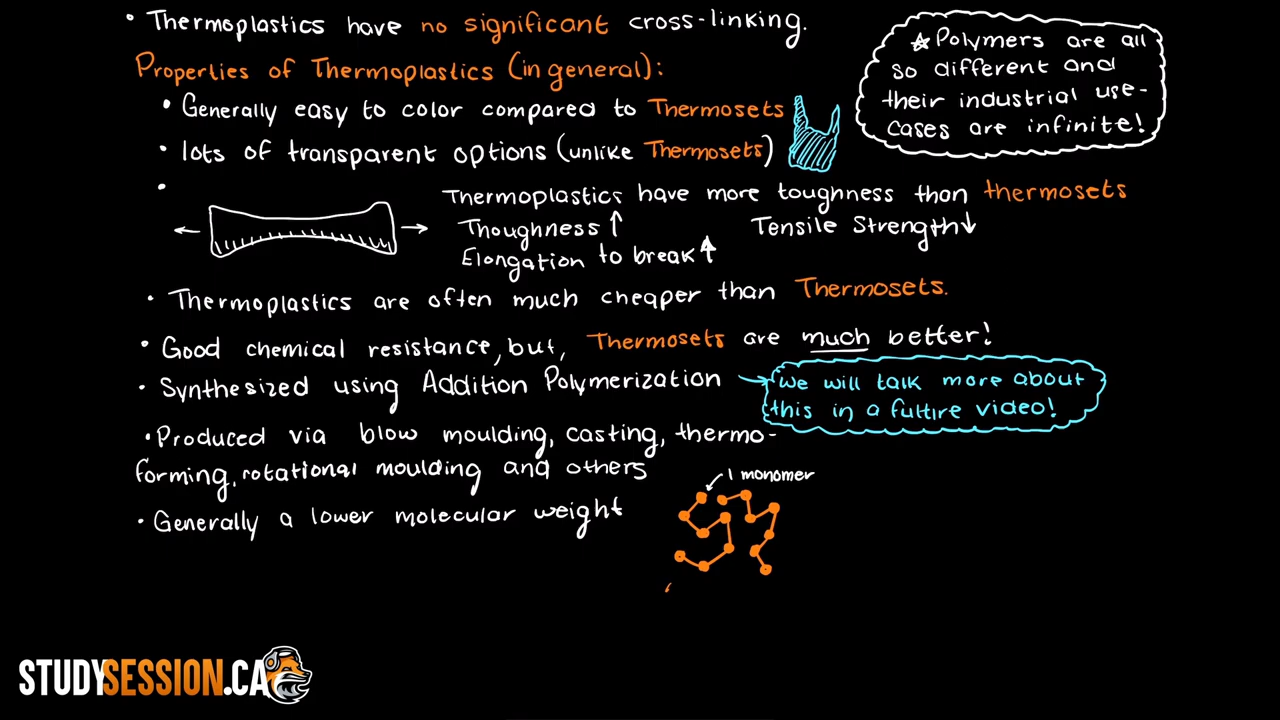 • Thermoplastics have no significant cross-linking.
Properties of Thermoplastics (in general):
• Generally easy to color compared to Thermosets
• lots of transparent options (unlike Thermosets)
★Polymers are all
so different and
their industrial use-
cases are infinite!
• Thermoplastics have more toughness than thermosets
Thoughness ↑ Tensile Strength↓
Elongation to break ↑
• Thermoplastics are often much cheaper than Thermosets.
• Good chemical resistance, but, Thermosets are much better!
• Synthesized using Addition Polymerization
→ We will talk more about
this in a fultire video!
• Produced via blow moulding, casting, thermo-
forming, rotational moulding and others
1 monomer
• Generally a lower molecular weight
STUDYSESSION.CA